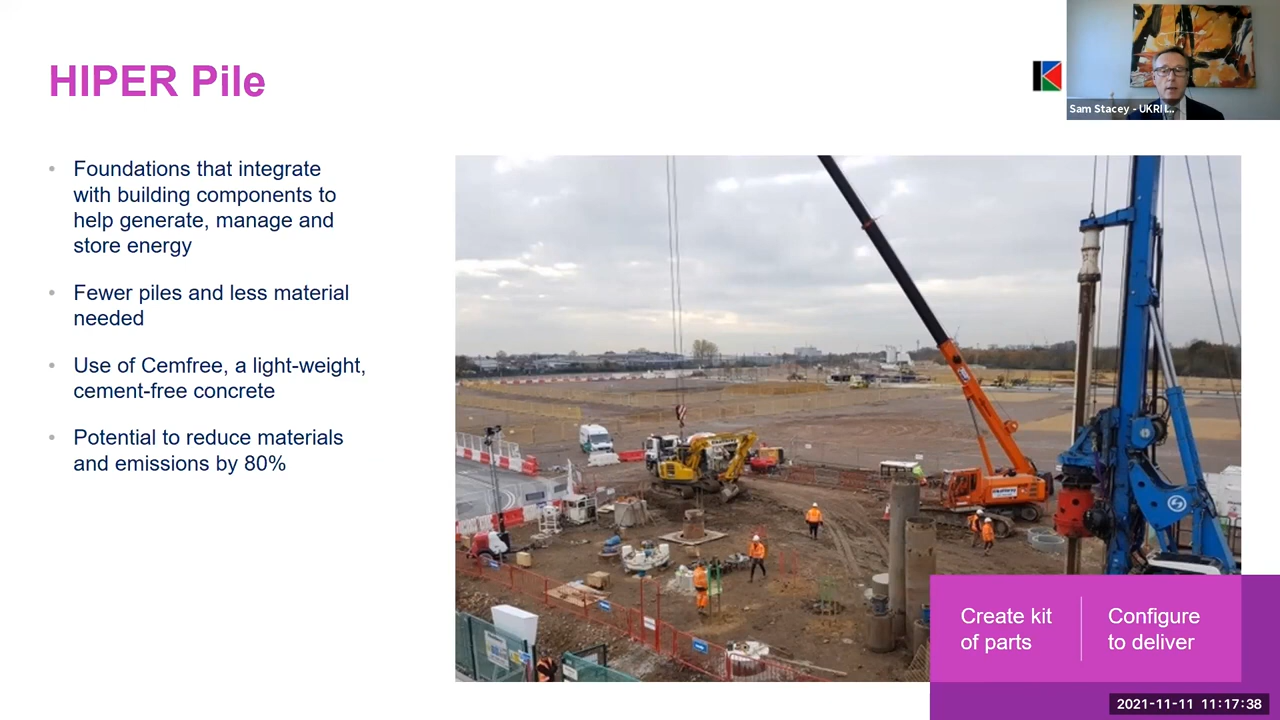 HIPER Pile
Sam Stacey - UKRI I...
Foundations that integrate
with building components to
help generate, manage and
store energy
Fewer piles and less material
needed
Use of Cemfree, a light-weight,
cement-free concrete
Potential to reduce materials
and emissions by 80%
Create kit
of parts
Configure
to deliver
2021-11-11 11:17:38